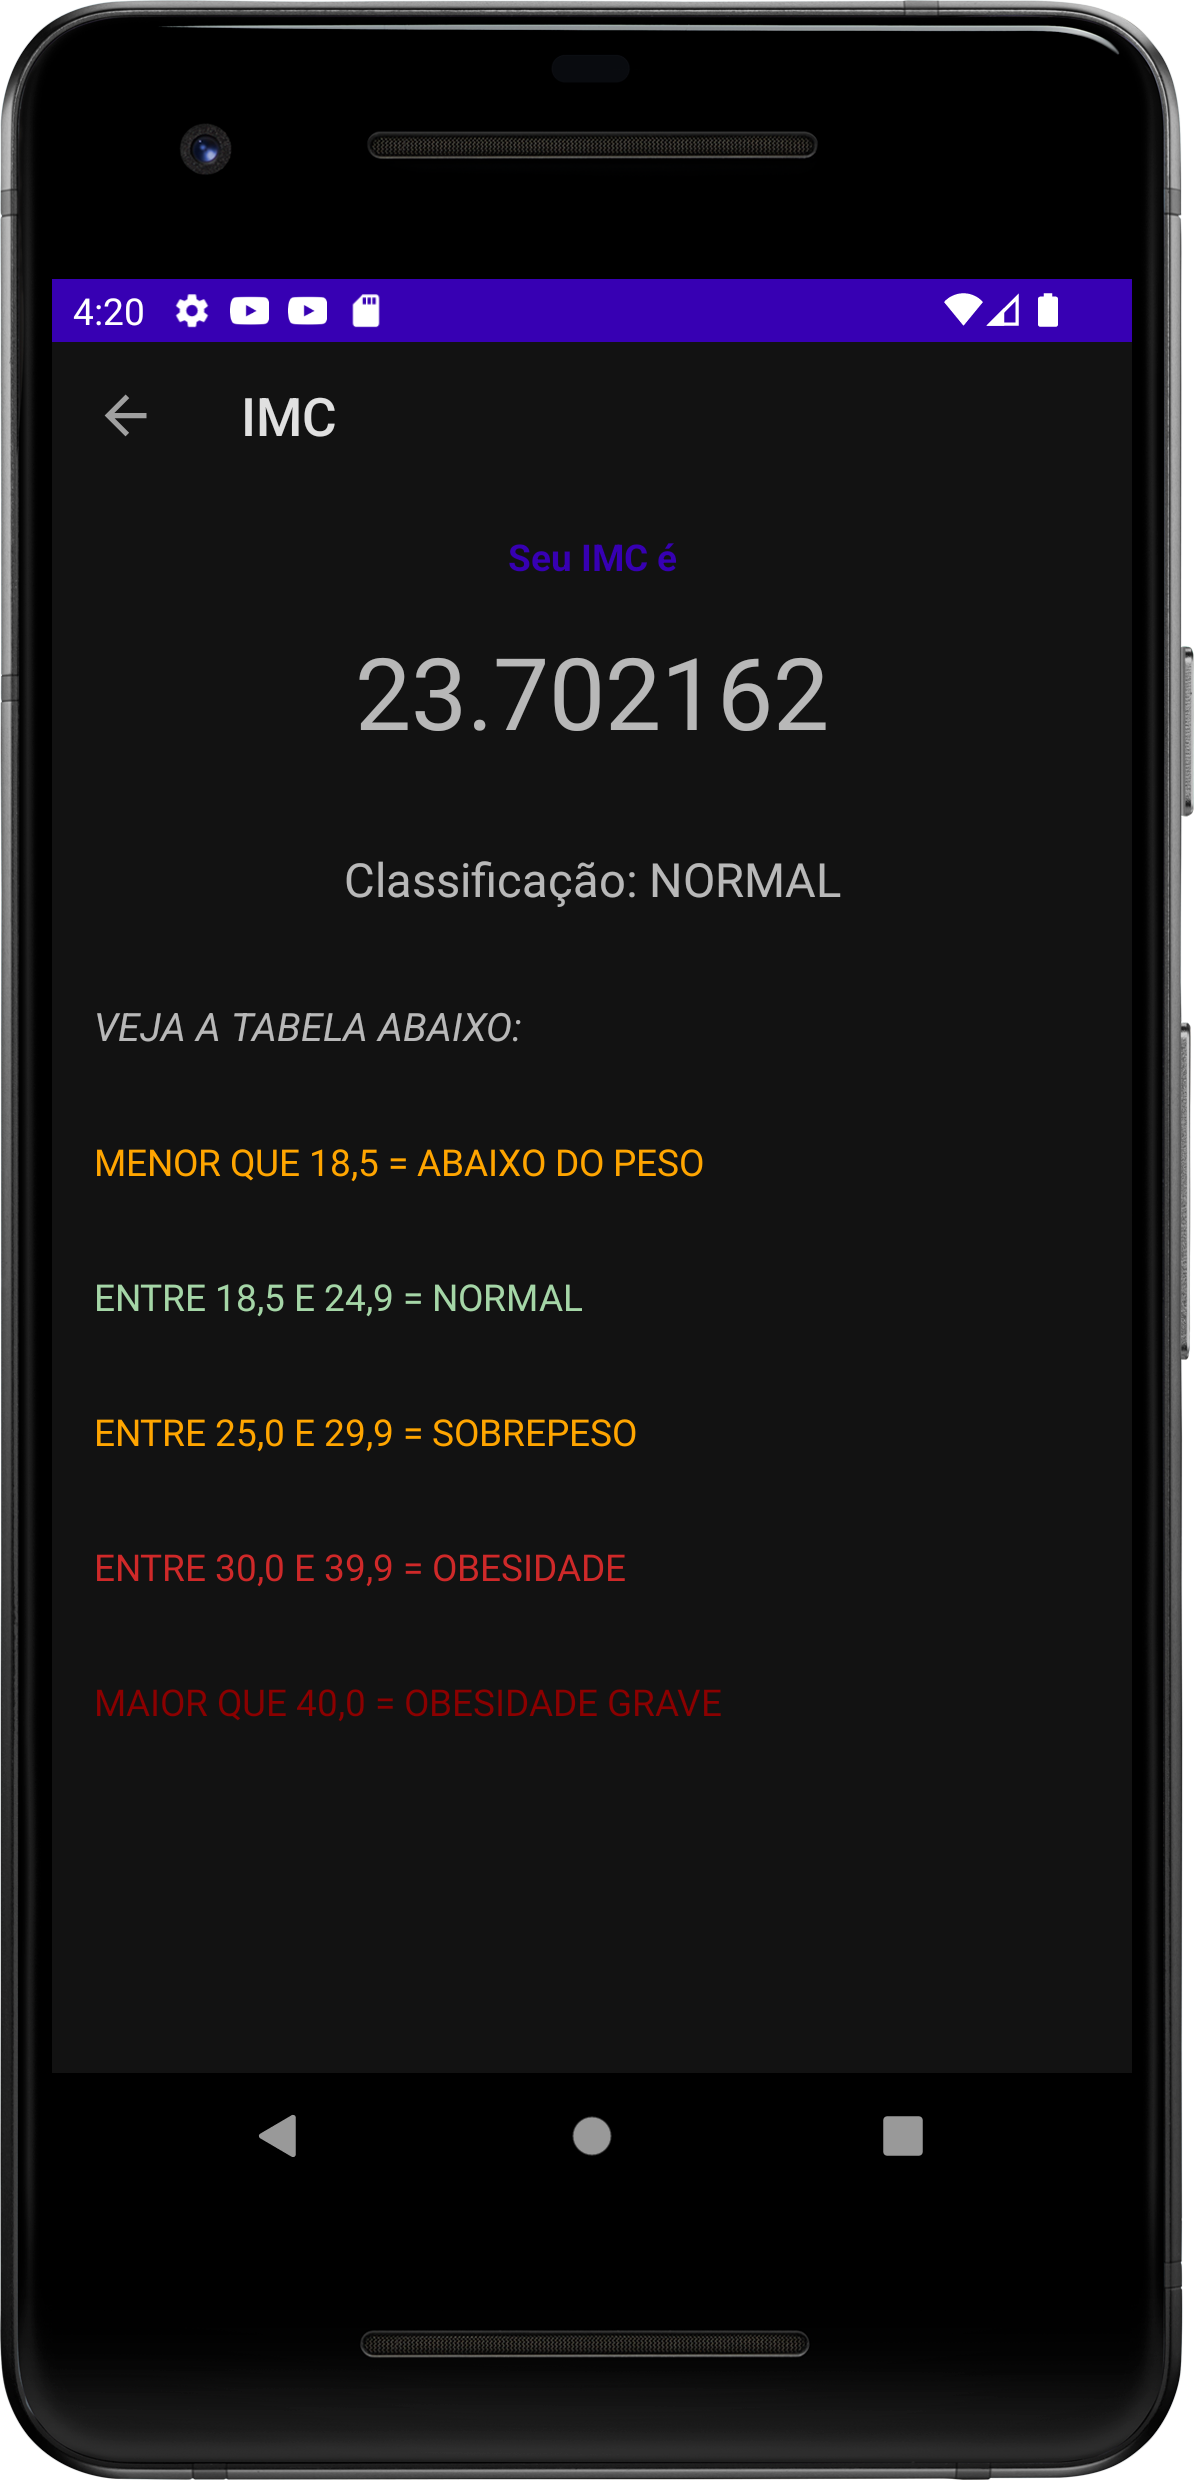 4:20
IMC
Seu IMC é
23.702162
Classificação: NORMAL
VEJA A TABELA ABAIXO:
MENOR QUE 18,5 = ABAIXO DO PESO
ENTRE 18,5 E 24,9 = NORMAL
ENTRE 25,0 E 29,9 = SOBREPESO
ENTRE 30,0 E 39,9 = OBESIDADE
MAIOR QUE 40,0 = OBESIDADE GRAVE